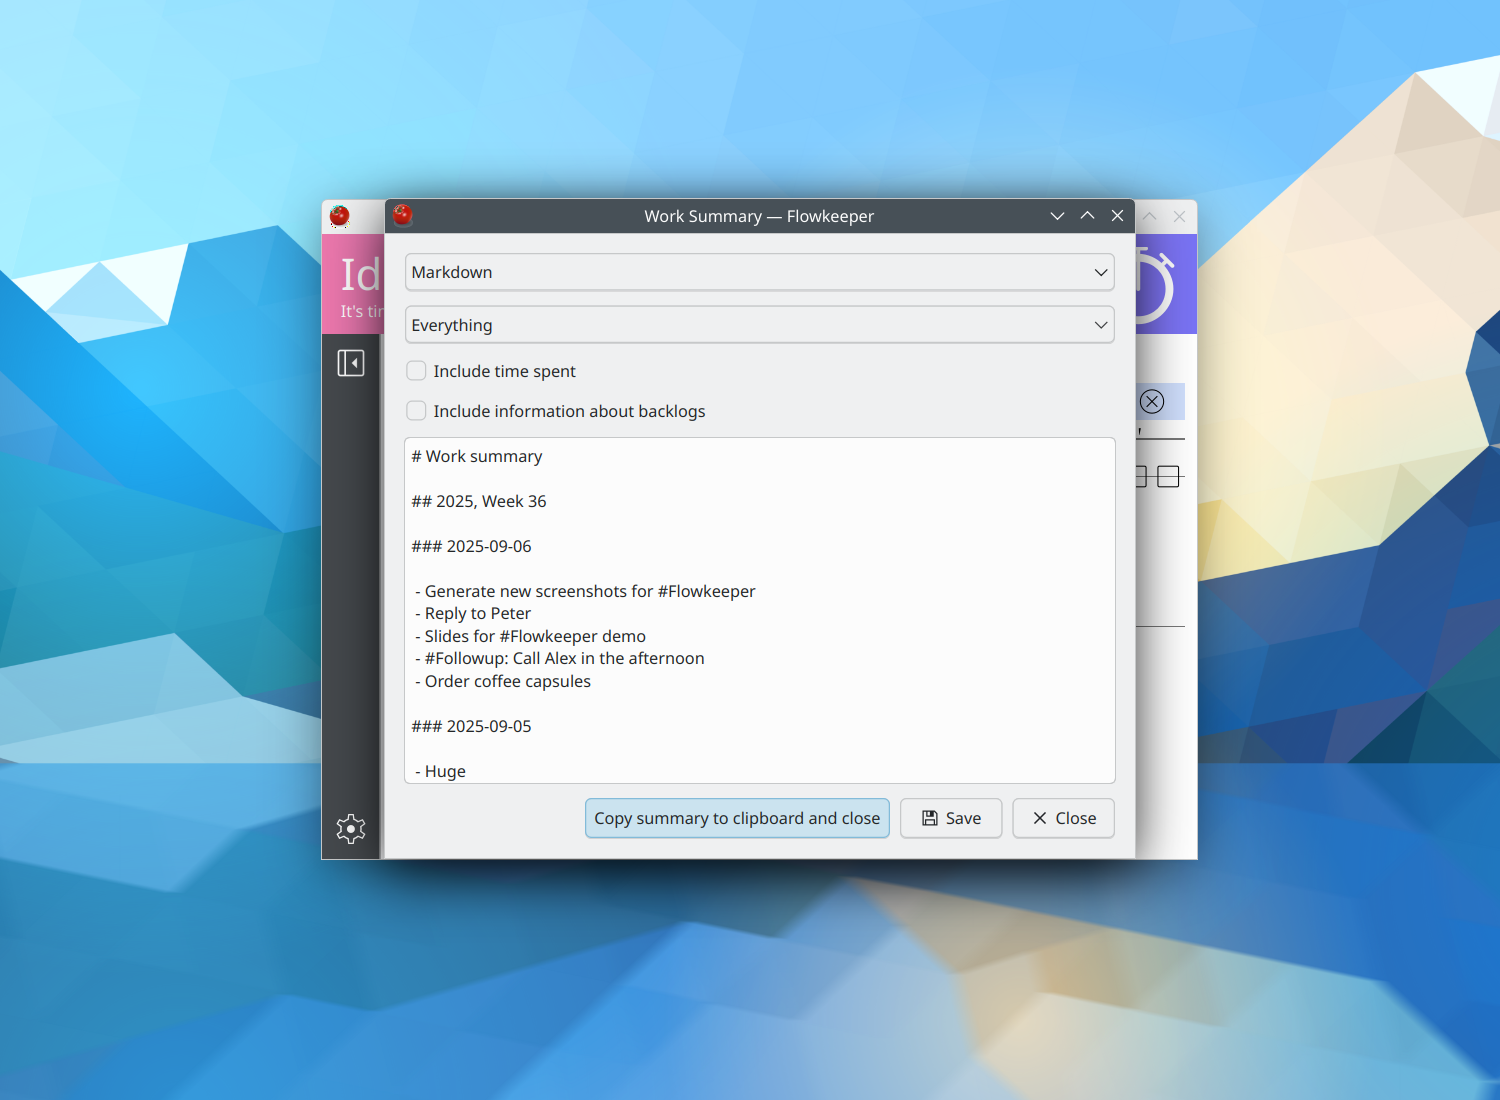 Work Summary — Flowkeeper
Id
It's
Markdown
Everything
Include time spent
Include information about backlogs
# Work summary
## 2025, Week 36
### 2025-09-06
- Generate new screenshots for #Flowkeeper
- Reply to Peter
- Slides for #Flowkeeper demo
- #Followup: Call Alex in the afternoon
- Order coffee capsules
### 2025-09-05
- Huge
Copy summary to clipboard and close
Save
Close